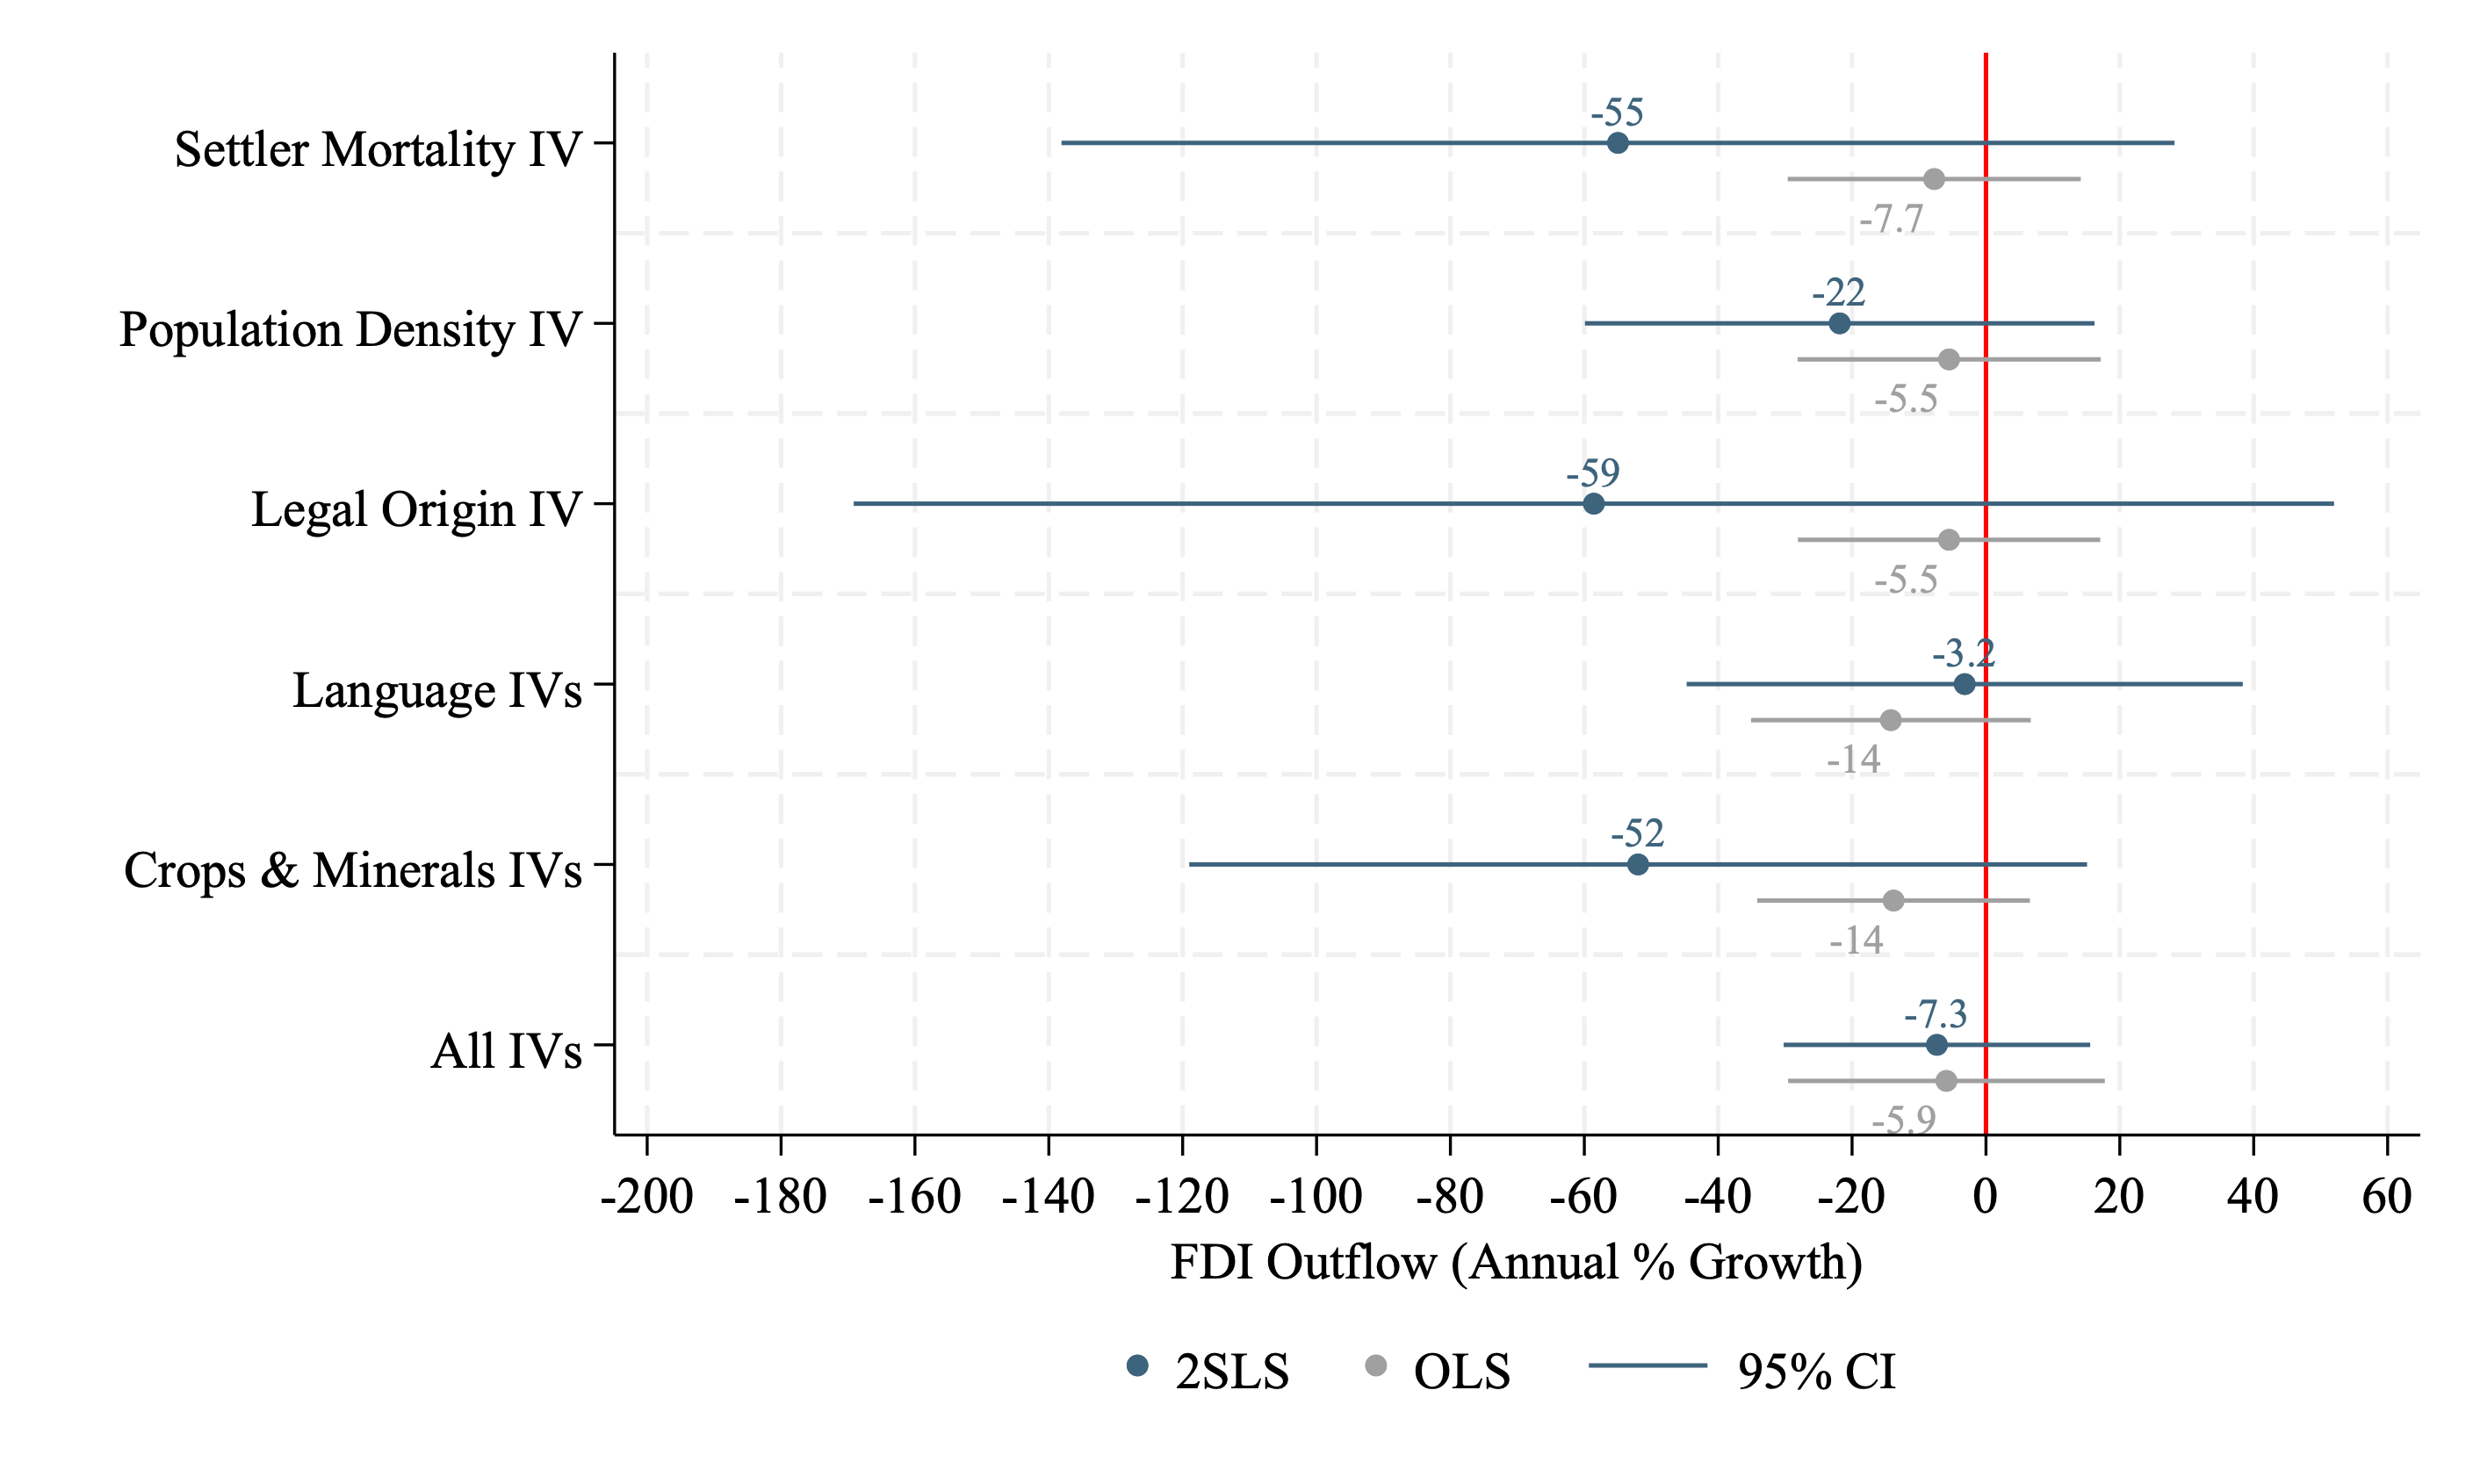 -55
Settler Mortality IV
-7.7
-22
Population Density IV
-5.5
-59
Legal Origin IV
-5.5
-3.2
Language IVs
-14
-52
Crops & Minerals IVs
-14
-7.3
All IVs
-5.9
-200 -180 -160 -140 -120 -100 -80 -60 -40 -20 0 20 40 60
FDI Outflow (Annual % Growth)
2SLS OLS 95% CI